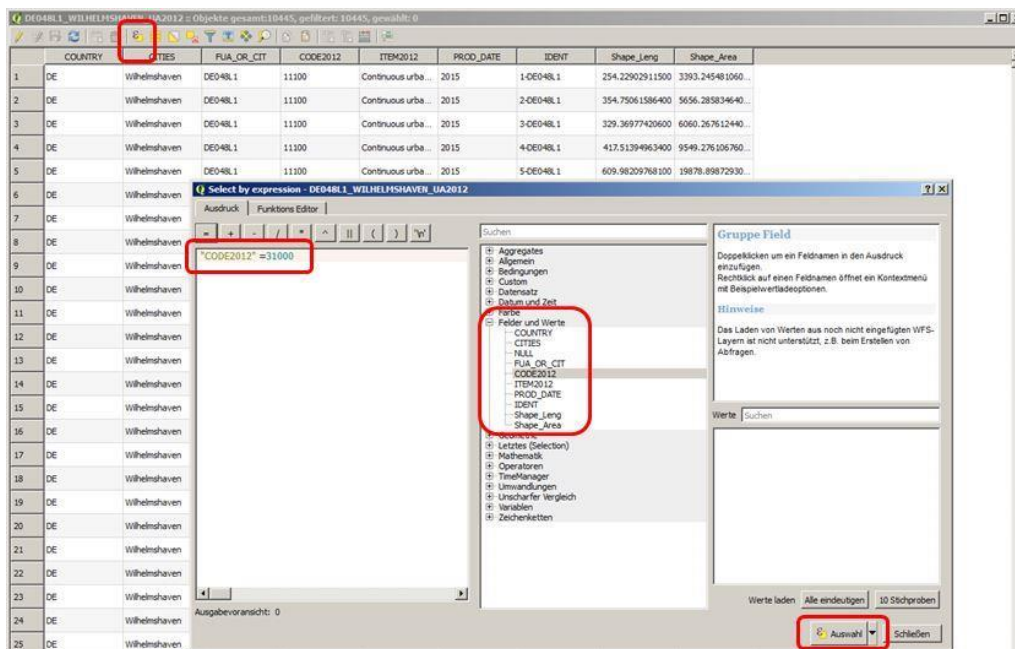 DE048L1_WILHELMSHAVEN_UA2012 :: Objekte gesamt:10445, gefiltert: 10445, gewählt: 0
COUNTRY CITIES FUA_OR_CIT CODE2012 ITEM2012 PROD_DATE IDENT Shape_Leng Shape_Area
1 DE Wilhelmshaven DE048L1 11100 Continuous urba... 2015 1-DE048L1 254.22902911500 3393.245481060...
2 DE Wilhelmshaven DE048L1 11100 Continuous urba... 2015 2-DE048L1 354.75061586400 5656.285834640...
3 DE Wilhelmshaven DE048L1 11100 Continuous urba... 2015 3-DE048L1 329.36977420600 6060.267612440...
4 DE Wilhelmshaven DE048L1 11100 Continuous urba... 2015 4-DE048L1 417.51394963400 9549.276106760...
5 DE Wilhelmshaven DE048L1 11100 Continuous urba... 2015 5-DE048L1 609.98209768100 19878.89872930...
6 DE Wilhelmshaven
7 DE Wilhelmshaven
8 DE Wilhelmshaven
9 DE Wilhelmshaven
10 DE Wilhelmshaven
11 DE Wilhelmshaven
12 DE Wilhelmshaven
13 DE Wilhelmshaven
14 DE Wilhelmshaven
15 DE Wilhelmshaven
16 DE Wilhelmshaven
17 DE Wilhelmshaven
18 DE Wilhelmshaven
19 DE Wilhelmshaven
20 DE Wilhelmshaven
21 DE Wilhelmshaven
22 DE Wilhelmshaven
23 DE Wilhelmshaven
24 DE Wilhelmshaven
25 DE Wilhelmshaven
Select by expression - DE048L1_WILHELMSHAVEN_UA2012
Ausdruck Funktions Editor
= + - / * ^ || ( ) '\n'
"CODE2012" =31000
Ausgabevoransicht: 0
Suchen
Aggregates
Allgemein
Bedingungen
Custom
Datensatz
Datum und Zeit
Farbe
Felder und Werte
COUNTRY
CITIES
NULL
FUA_OR_CIT
CODE2012
ITEM2012
PROD_DATE
IDENT
Shape_Leng
Shape_Area
Geometrie
Letztes (Selection)
Mathematik
Operatoren
TimeManager
Umwandlungen
Unscharfer Vergleich
Variablen
Zeichenketten
Gruppe Field
Doppelklicken um ein Feldnamen in den Ausdruck
einzufügen.
Rechtklick auf einen Feldnamen öffnet ein Kontextmenü
mit Beispielwertladeoptionen.
Hinweise
Das Laden von Werten aus noch nicht eingefügten WFS-
Layern ist nicht unterstützt, z.B. beim Erstellen von
Abfragen.
Werte Suchen
Werte laden Alle eindeutigen 10 Stichproben
Auswahl Schließen